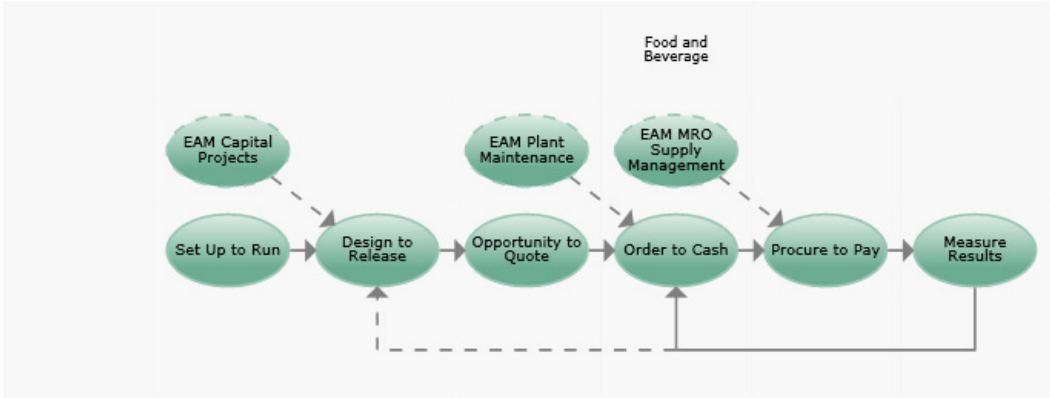 Food and
Beverage
EAM Capital
Projects
EAM Plant
Maintenance
EAM MRO
Supply
Management
Set Up to Run
Design to
Release
Opportunity to
Quote
Order to Cash
Procure to Pay
Measure
Results